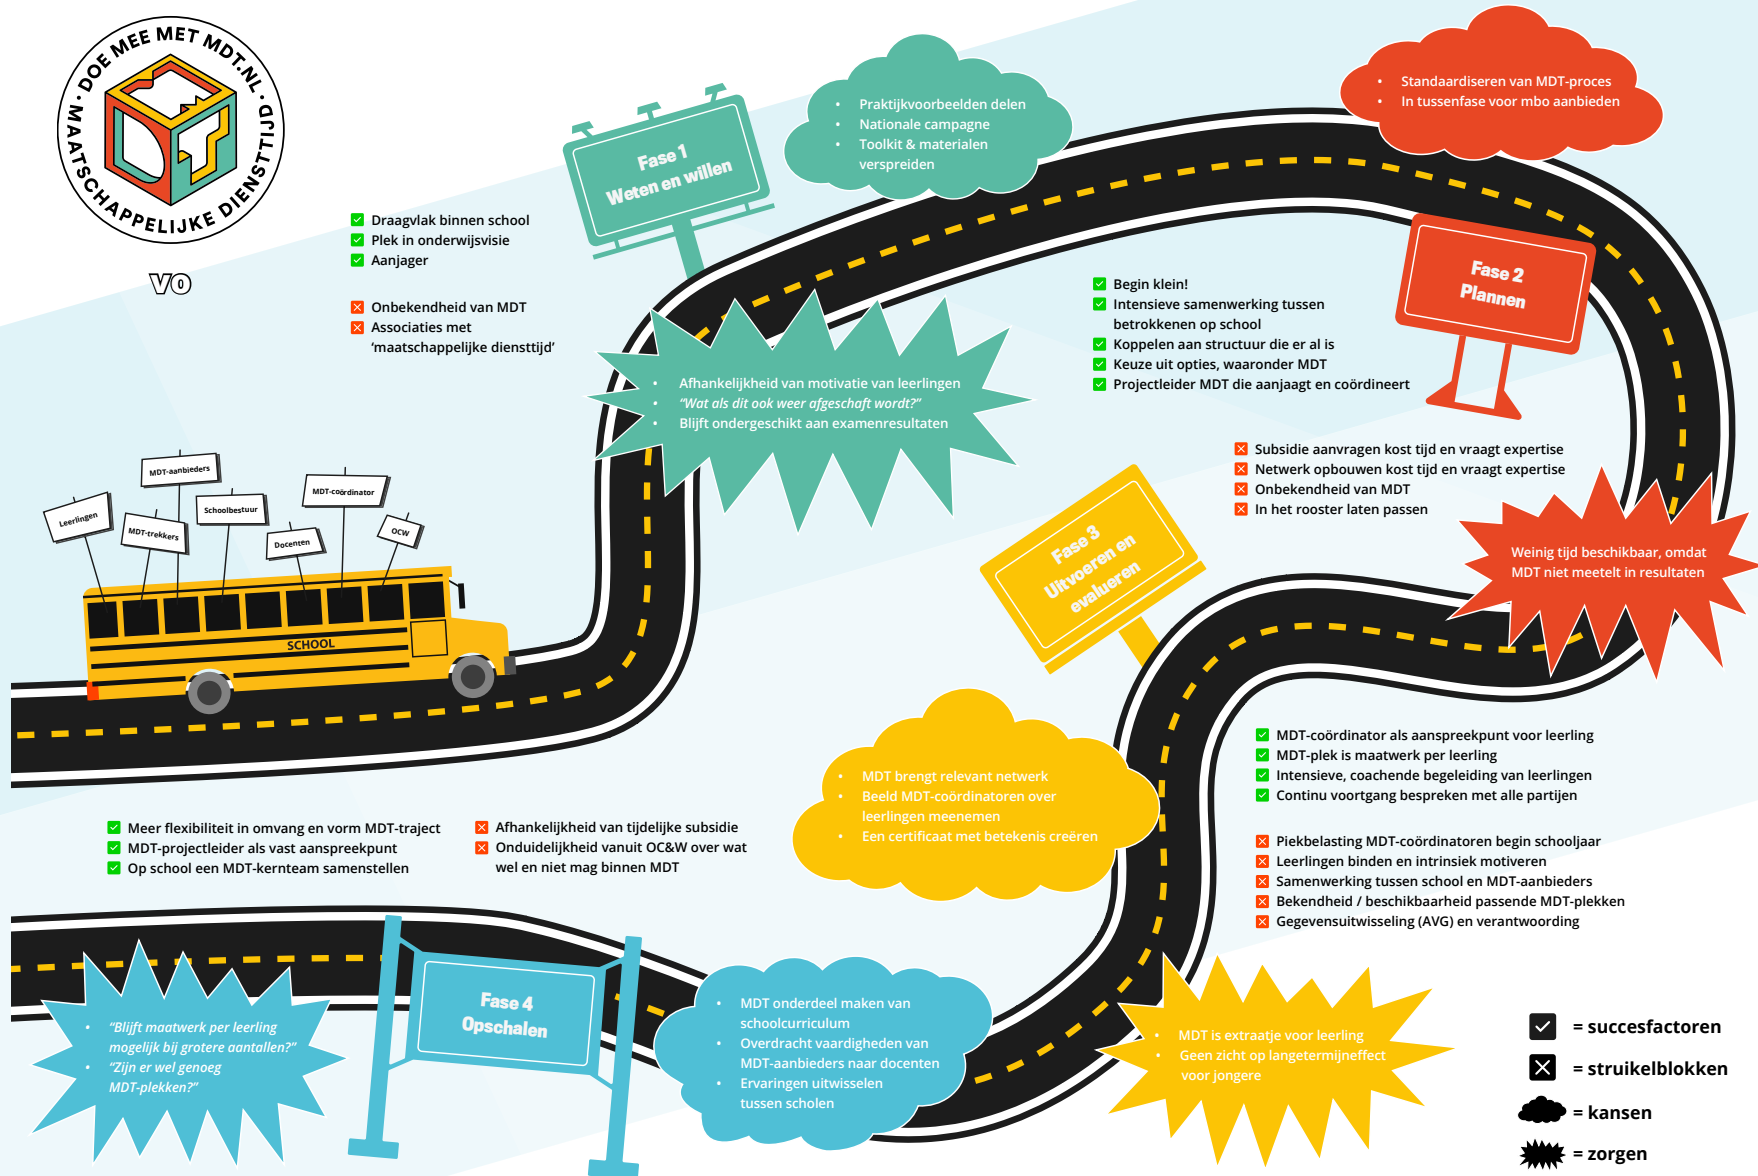 MAATSCHAPPELIJKE DIENSTTIJD · DOE MEE MET MDT.NL ·
VO
Fase 1
Weten en willen
Draagvlak binnen school
Plek in onderwijsvisie
Aanjager
Onbekendheid van MDT
Associaties met
‘maatschappelijke diensttijd’
• Praktijkvoorbeelden delen
• Nationale campagne
• Toolkit & materialen
verspreiden
• Afhankelijkheid van motivatie van leerlingen
• “Wat als dit ook weer afgeschaft wordt?”
• Blijft ondergeschikt aan examenresultaten
• Standaardiseren van MDT-proces
• In tussenfase voor mbo aanbieden
Fase 2
Plannen
Begin klein!
Intensieve samenwerking tussen
betrokkenen op school
Koppelen aan structuur die er al is
Keuze uit opties, waaronder MDT
Projectleider MDT die aanjaagt en coördineert
Subsidie aanvragen kost tijd en vraagt expertise
Netwerk opbouwen kost tijd en vraagt expertise
Onbekendheid van MDT
In het rooster laten passen
Weinig tijd beschikbaar, omdat
MDT niet meetelt in resultaten
Leerlingen
MDT-aanbieders
MDT-trekkers
Schoolbestuur
Docenten
MDT-coördinator
OCW
SCHOOL
Fase 3
Uitvoeren en
evalueren
• MDT brengt relevant netwerk
• Beeld MDT-coördinatoren over
leerlingen meenemen
• Een certificaat met betekenis creëren
MDT-coördinator als aanspreekpunt voor leerling
MDT-plek is maatwerk per leerling
Intensieve, coachende begeleiding van leerlingen
Continu voortgang bespreken met alle partijen
Piekbelasting MDT-coördinatoren begin schooljaar
Leerlingen binden en intrinsiek motiveren
Samenwerking tussen school en MDT-aanbieders
Bekendheid / beschikbaarheid passende MDT-plekken
Gegevensuitwisseling (AVG) en verantwoording
• MDT is extraatje voor leerling
• Geen zicht op langetermijneffect
voor jongere
Meer flexibiliteit in omvang en vorm MDT-traject
MDT-projectleider als vast aanspreekpunt
Op school een MDT-kernteam samenstellen
Afhankelijkheid van tijdelijke subsidie
Onduidelijkheid vanuit OC&W over wat
wel en niet mag binnen MDT
Fase 4
Opschalen
• MDT onderdeel maken van
schoolcurriculum
• Overdracht vaardigheden van
MDT-aanbieders naar docenten
• Ervaringen uitwisselen
tussen scholen
• “Blijft maatwerk per leerling
mogelijk bij grotere aantallen?”
• “Zijn er wel genoeg
MDT-plekken?”
= succesfactoren
= struikelblokken
= kansen
= zorgen